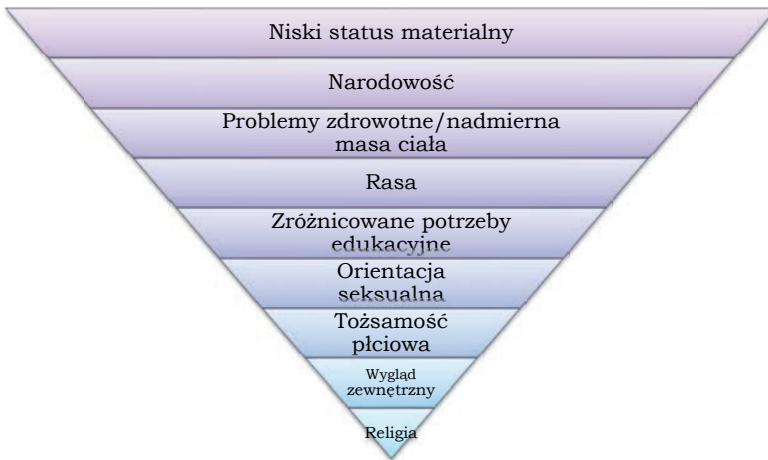 Niski status materialny
Narodowość
Problemy zdrowotne/nadmierna
masa ciała
Rasa
Zróżnicowane potrzeby
edukacyjne
Orientacja
seksualna
Tożsamość
płciowa
Wygląd
zewnętrzny
Religia